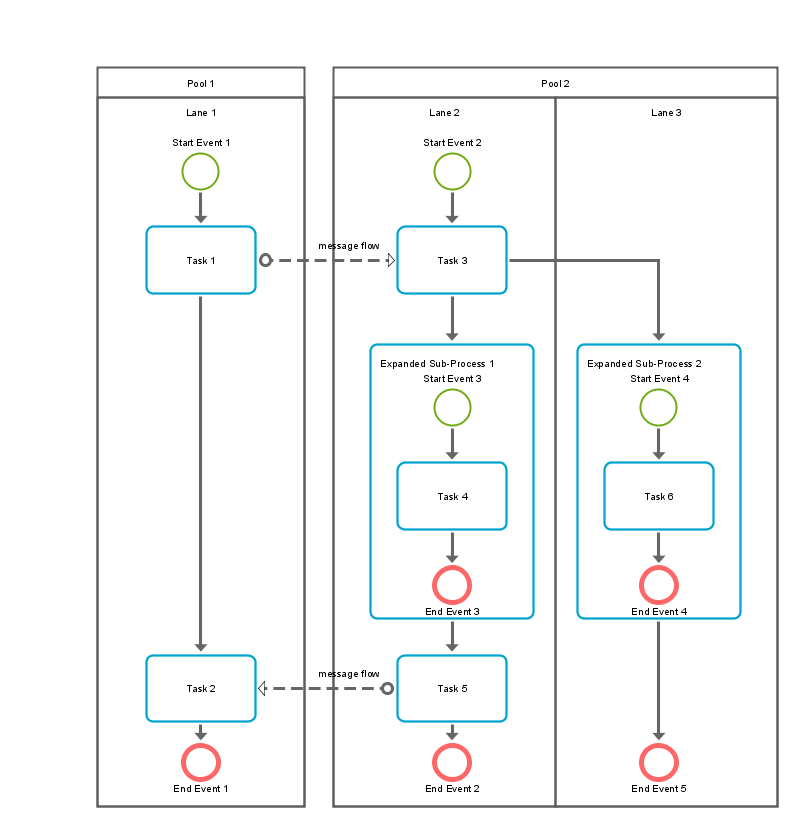 Pool 1
Pool 2
Lane 1
Lane 2
Lane 3
Start Event 1
Start Event 2
message flow
Task 1
Task 3
Expanded Sub-Process 1
Expanded Sub-Process 2
Start Event 3
Start Event 4
Task 4
Task 6
End Event 3
End Event 4
message flow
Task 2
Task 5
End Event 1
End Event 2
End Event 5